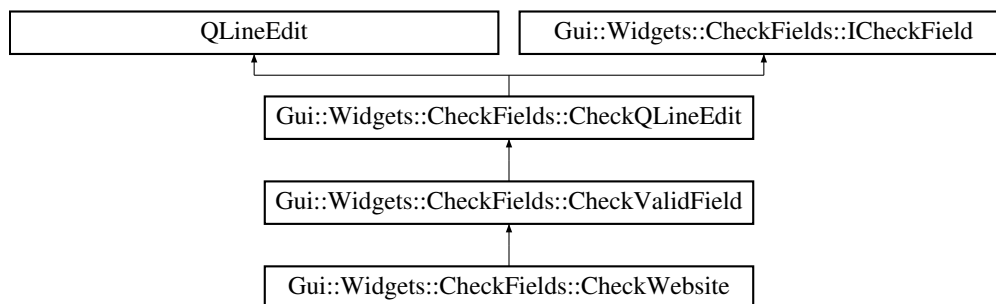 QLineEdit
Gui::Widgets::CheckFields::ICheckField
Gui::Widgets::CheckFields::CheckQLineEdit
Gui::Widgets::CheckFields::CheckValidField
Gui::Widgets::CheckFields::CheckWebsite